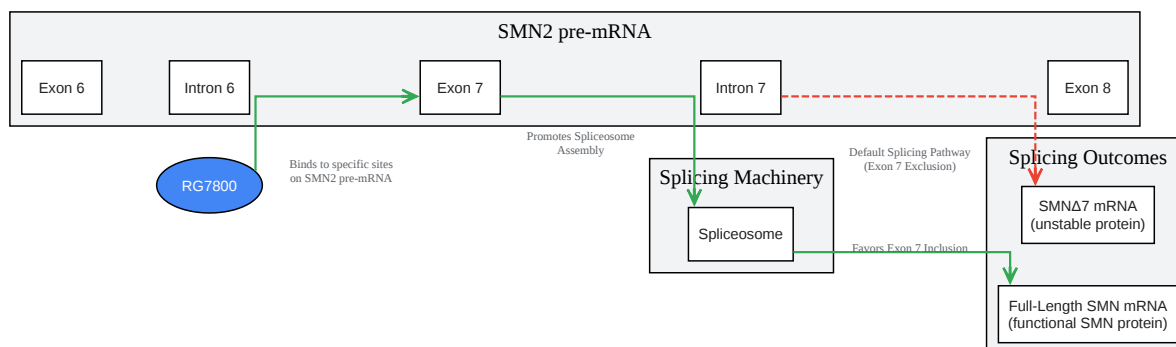 SMN2 pre-mRNA
Exon 6
Intron 6
Exon 7
Intron 7
Exon 8
Promotes Spliceosome
Assembly
Binds to specific sites
on SMN2 pre-mRNA
RG7800
Default Splicing Pathway
(Exon 7 Exclusion)
Splicing Machinery
Spliceosome
Splicing Outcomes
SMNΔ7 mRNA
(unstable protein)
Favors Exon 7 Inclusion
Full-Length SMN mRNA
(functional SMN protein)